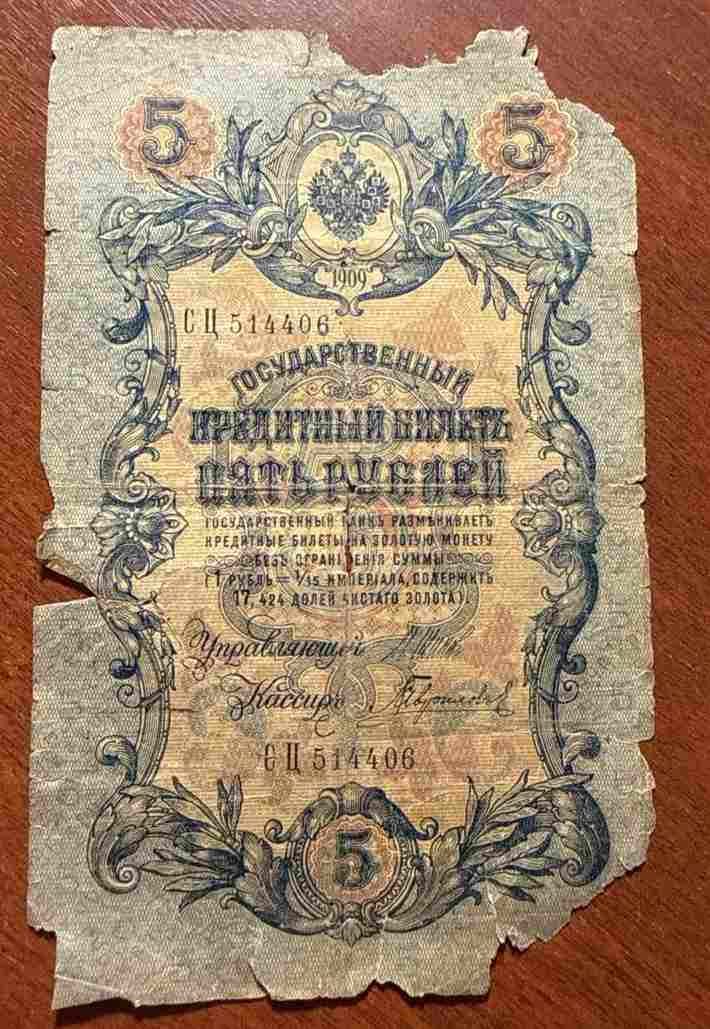 5 5
1909
СЦ 514406
ГОСУДАРСТВЕННЫЙ
КРЕДИТНЫЙ БИЛЕТЪ
ПЯТЬ РУБЛЕЙ
ГОСУДАРСТВЕННЫЙ БАНКЪ РАЗМѢНИВАЕТЪ
КРЕДИТНЫЕ БИЛЕТЫ НА ЗОЛОТУЮ МОНЕТУ
БЕЗЪ ОГРАНИЧЕНІЯ СУММЫ
(1 РУБЛЬ = 1/15 ИМПЕРІАЛА, СОДЕРЖИТЪ
17,424 ДОЛЕЙ ЧИСТАГО ЗОЛОТА).
Управляющій
Кассиръ
СЦ 514406
5